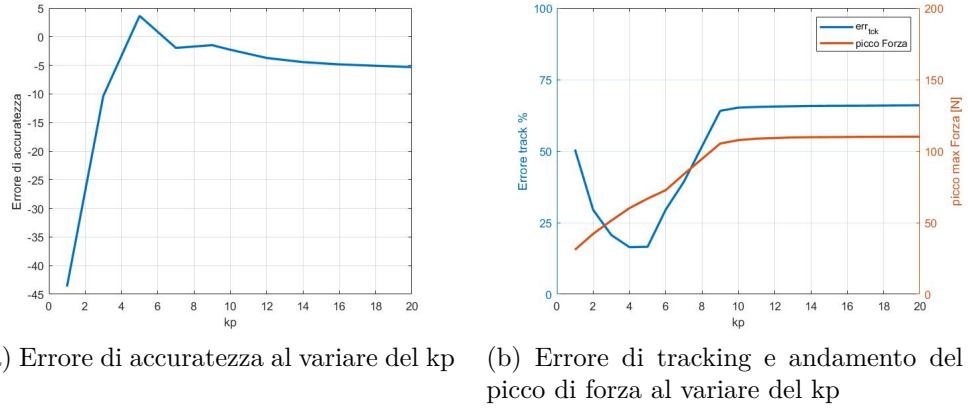 5
0
-5
-10
-15
-20
-25
-30
-35
-40
-45
0 2 4 6 8 10 12 14 16 18 20
kp
Errore di accuratezza
100
75
50
25
0
Errore track %
0 2 4 6 8 10 12 14 16 18 20
kp
200
150
100
50
0
picco max Forza [N]
err_tck
picco Forza
) Errore di accuratezza al variare del kp
(b) Errore di tracking e andamento del
picco di forza al variare del kp